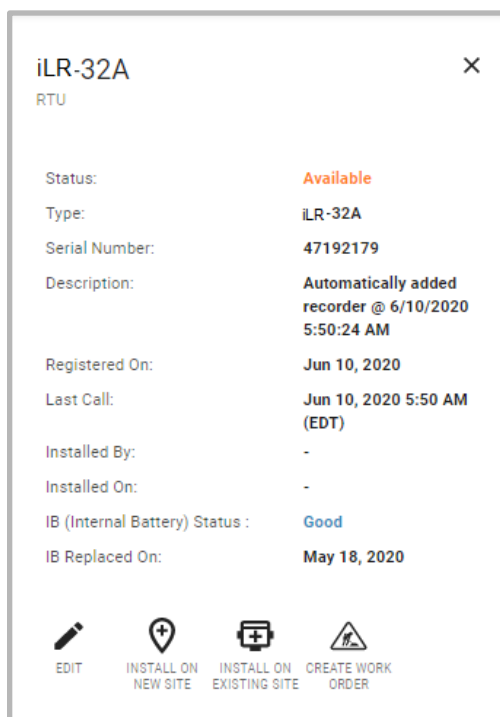 iLR-32A
RTU
Status: Available
Type: iLR-32A
Serial Number: 47192179
Description: Automatically added
recorder @ 6/10/2020
5:50:24 AM
Registered On: Jun 10, 2020
Last Call: Jun 10, 2020 5:50 AM
(EDT)
Installed By: -
Installed On: -
IB (Internal Battery) Status : Good
IB Replaced On: May 18, 2020
EDIT INSTALL ON INSTALL ON CREATE WORK
NEW SITE EXISTING SITE ORDER